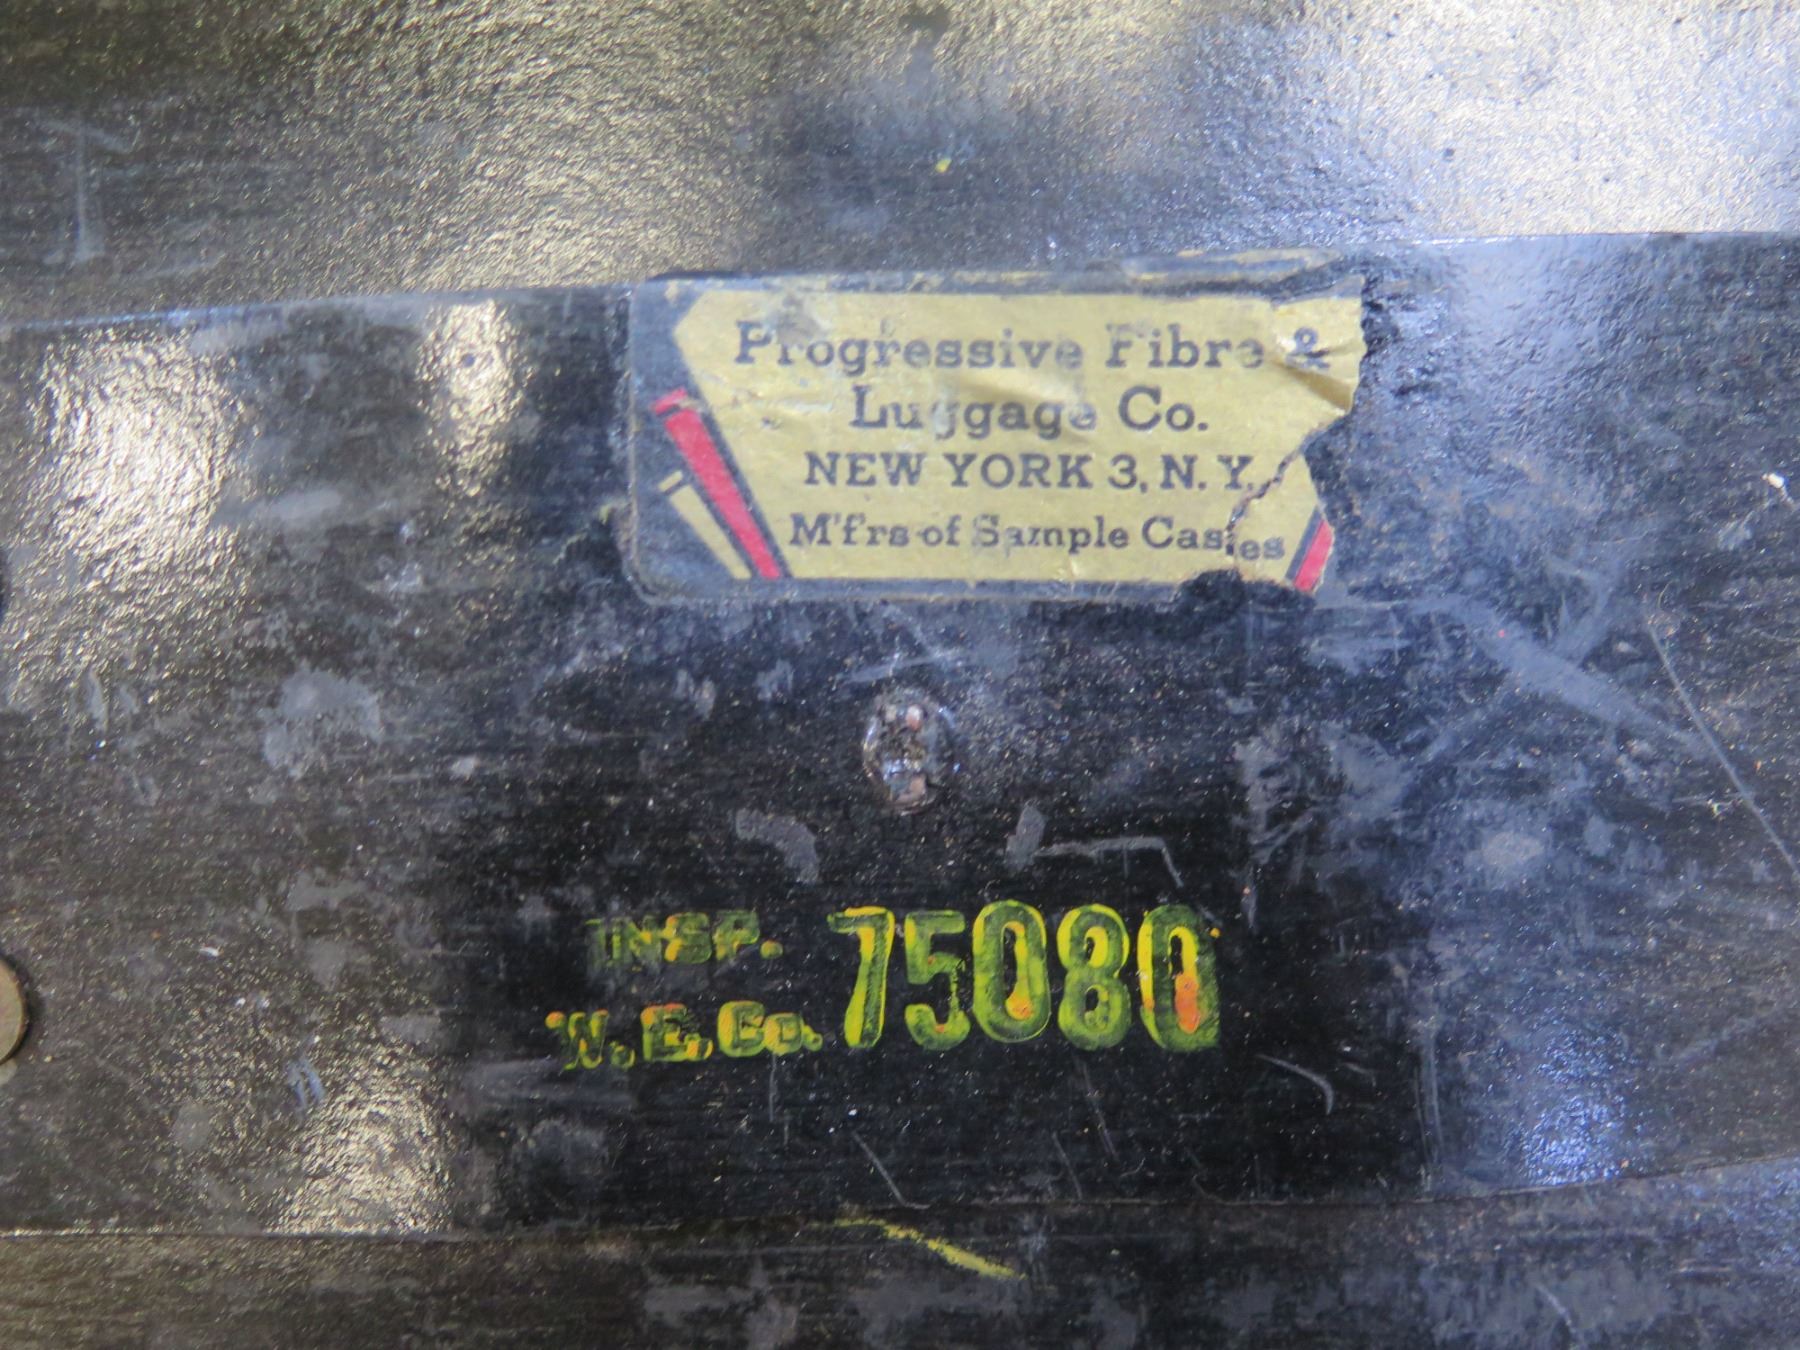 Progressive Fibre &
Luggage Co.
NEW YORK 3, N. Y.
M'frs of Sample Cases
INSP. 75080
W. E. Co.